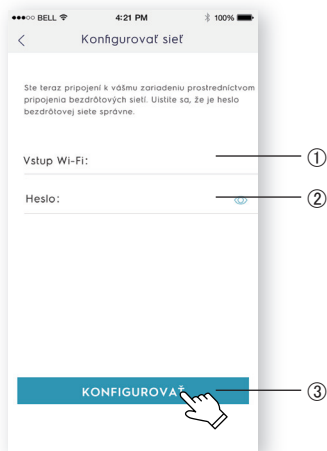 BELL 4:21 PM 100%
Konfigurovať sieť
Ste teraz pripojení k vášmu zariadeniu prostredníctvom
pripojenia bezdrôtových sietí. Uistite sa, že je heslo
bezdrôtovej siete správne.
Vstup Wi-Fi: ①
Heslo: ②
KONFIGUROVAŤ ③